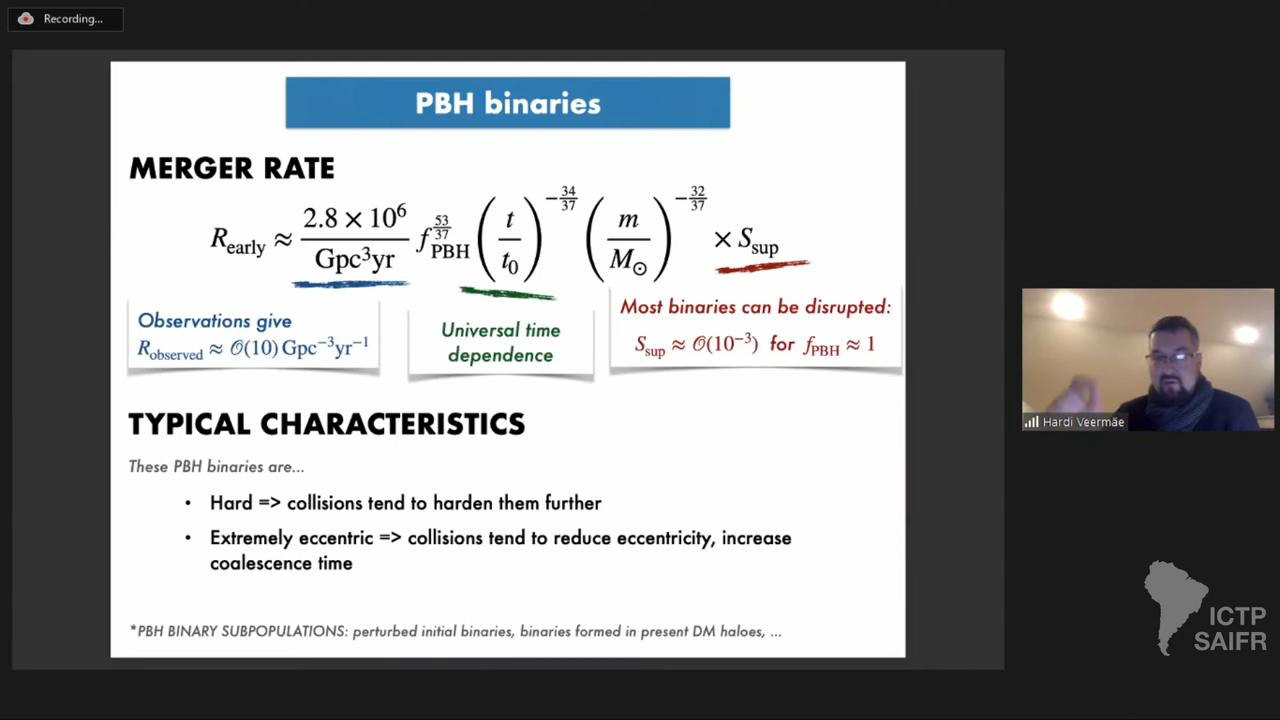 Recording...
PBH binaries
MERGER RATE
R_early ≈ 2.8 × 10^6 / Gpc^3yr f_PBH^{53/37} (t/t_0)^{-34/37} (m/M_⊙)^{-32/37} × S_sup
Observations give
R_observed ≈ 𝒪(10) Gpc^{-3}yr^{-1}
Universal time
dependence
Most binaries can be disrupted:
S_sup ≈ 𝒪(10^{-3}) for f_PBH ≈ 1
TYPICAL CHARACTERISTICS
These PBH binaries are...
• Hard => collisions tend to harden them further
• Extremely eccentric => collisions tend to reduce eccentricity, increase
coalescence time
*PBH BINARY SUBPOPULATIONS: perturbed initial binaries, binaries formed in present DM haloes, ...
Hardi Veermäe
ICTP
SAIFR